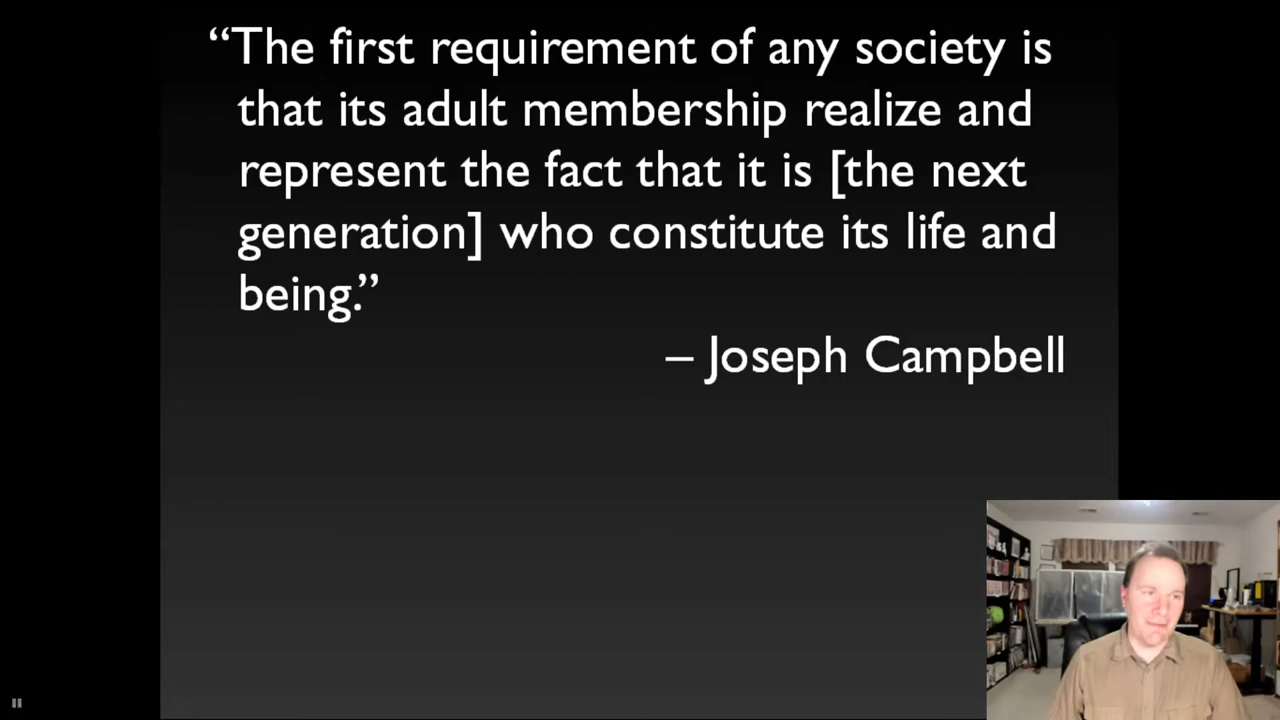 “The first requirement of any society is
that its adult membership realize and
represent the fact that it is [the next
generation] who constitute its life and
being.”
– Joseph Campbell